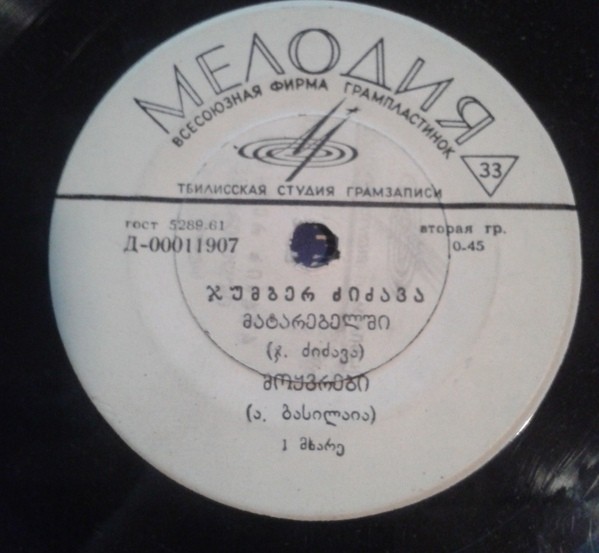 МЕЛОДИЯ
ВСЕСОЮЗНАЯ ФИРМА ГРАМПЛАСТИНОК
33
ТБИЛИССКАЯ СТУДИЯ ГРАМЗАПИСИ
гост 5289.61
вторая гр.
Д-00011907
0-45
ჯუმბერ ძიძავა
მატარებელში
(ჯ. ძიძავა)
მოყვრები
(ა. ბასილაია)
1 მხარე